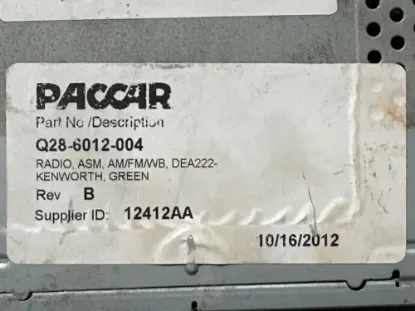 PACCAR
Part No/Description
Q28-6012-004
RADIO, ASM, AM/FM/WB, DEA222-
KENWORTH, GREEN
Rev B
Supplier ID: 12412AA
10/16/2012